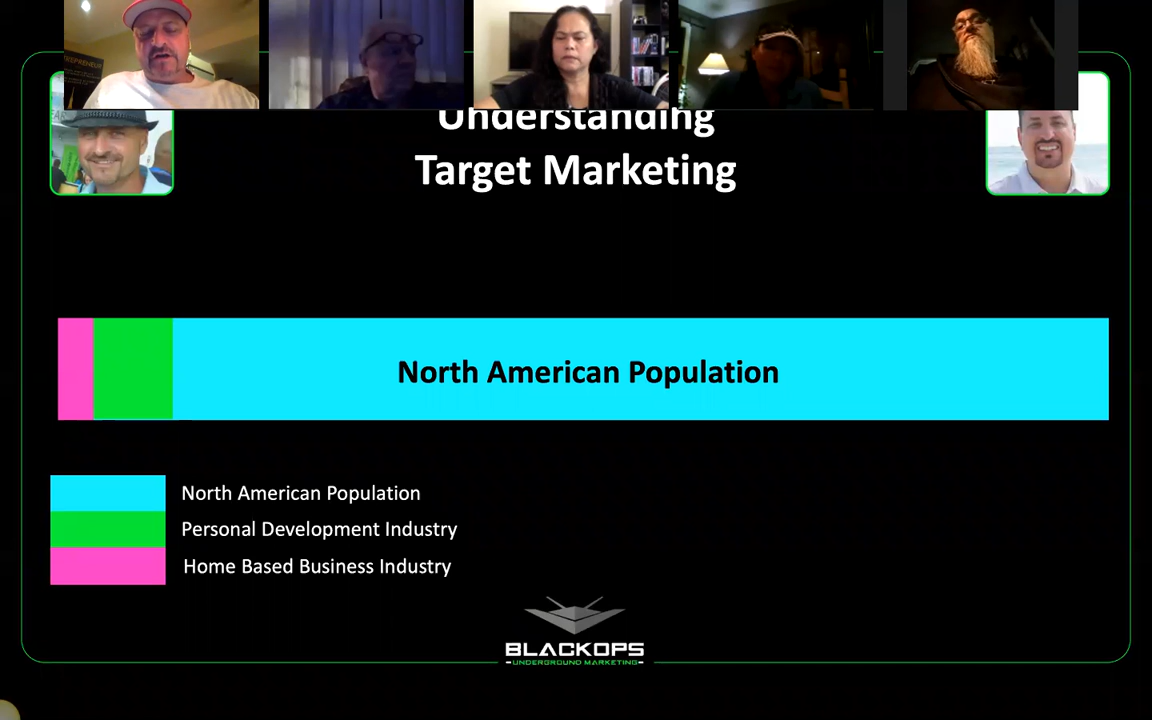 Understanding
Target Marketing
North American Population
North American Population
Personal Development Industry
Home Based Business Industry
BLACKOPS
UNDERGROUND MARKETING